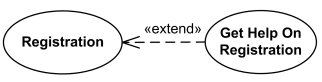 Registration
«extend»
Get Help On
Registration